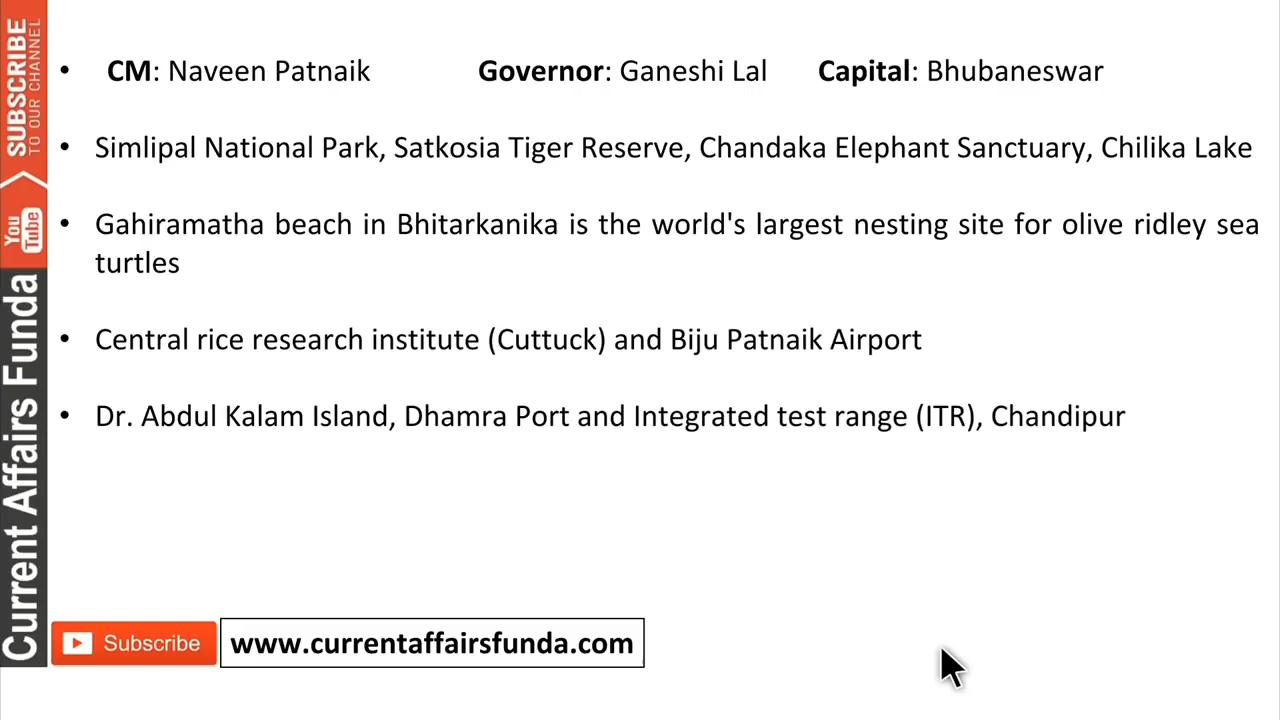 SUBSCRIBE
TO OUR CHANNEL
You
Tube
Current Affairs Funda
• CM: Naveen Patnaik Governor: Ganeshi Lal Capital: Bhubaneswar
• Simlipal National Park, Satkosia Tiger Reserve, Chandaka Elephant Sanctuary, Chilika Lake
• Gahiramatha beach in Bhitarkanika is the world's largest nesting site for olive ridley sea
turtles
• Central rice research institute (Cuttuck) and Biju Patnaik Airport
• Dr. Abdul Kalam Island, Dhamra Port and Integrated test range (ITR), Chandipur
Subscribe
www.currentaffairsfunda.com